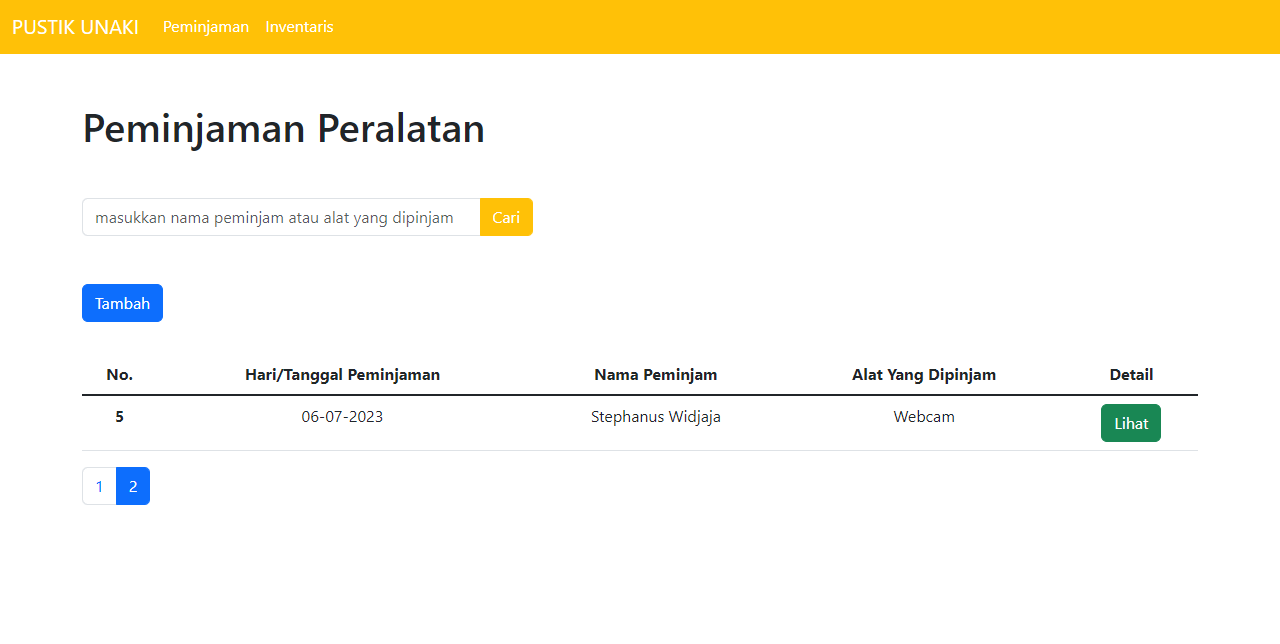 PUSTIK UNAKI Peminjaman Inventaris
Peminjaman Peralatan
masukkan nama peminjam atau alat yang dipinjam Cari
Tambah
No. Hari/Tanggal Peminjaman Nama Peminjam Alat Yang Dipinjam Detail
5 06-07-2023 Stephanus Widjaja Webcam Lihat
1 2